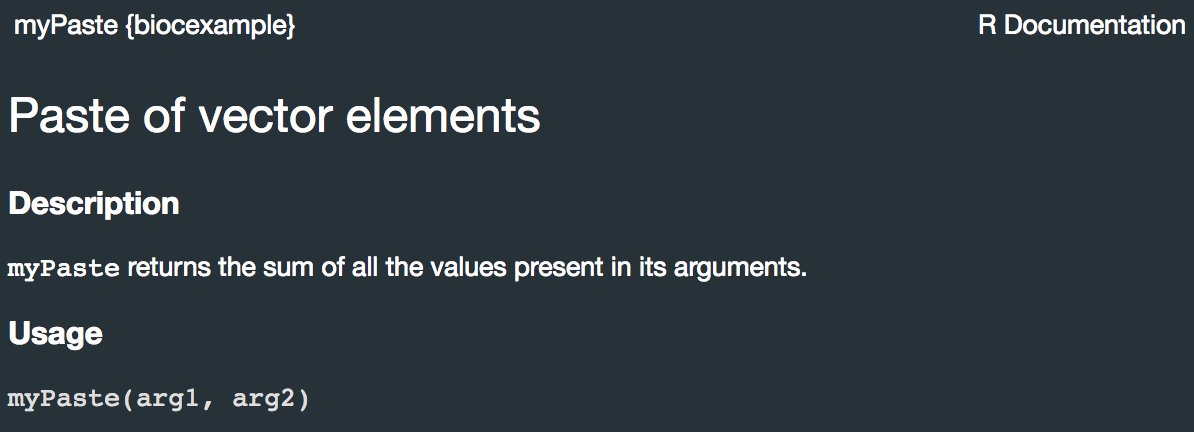 myPaste {biocexample} R Documentation
Paste of vector elements
Description
myPaste returns the sum of all the values present in its arguments.
Usage
myPaste(arg1, arg2)